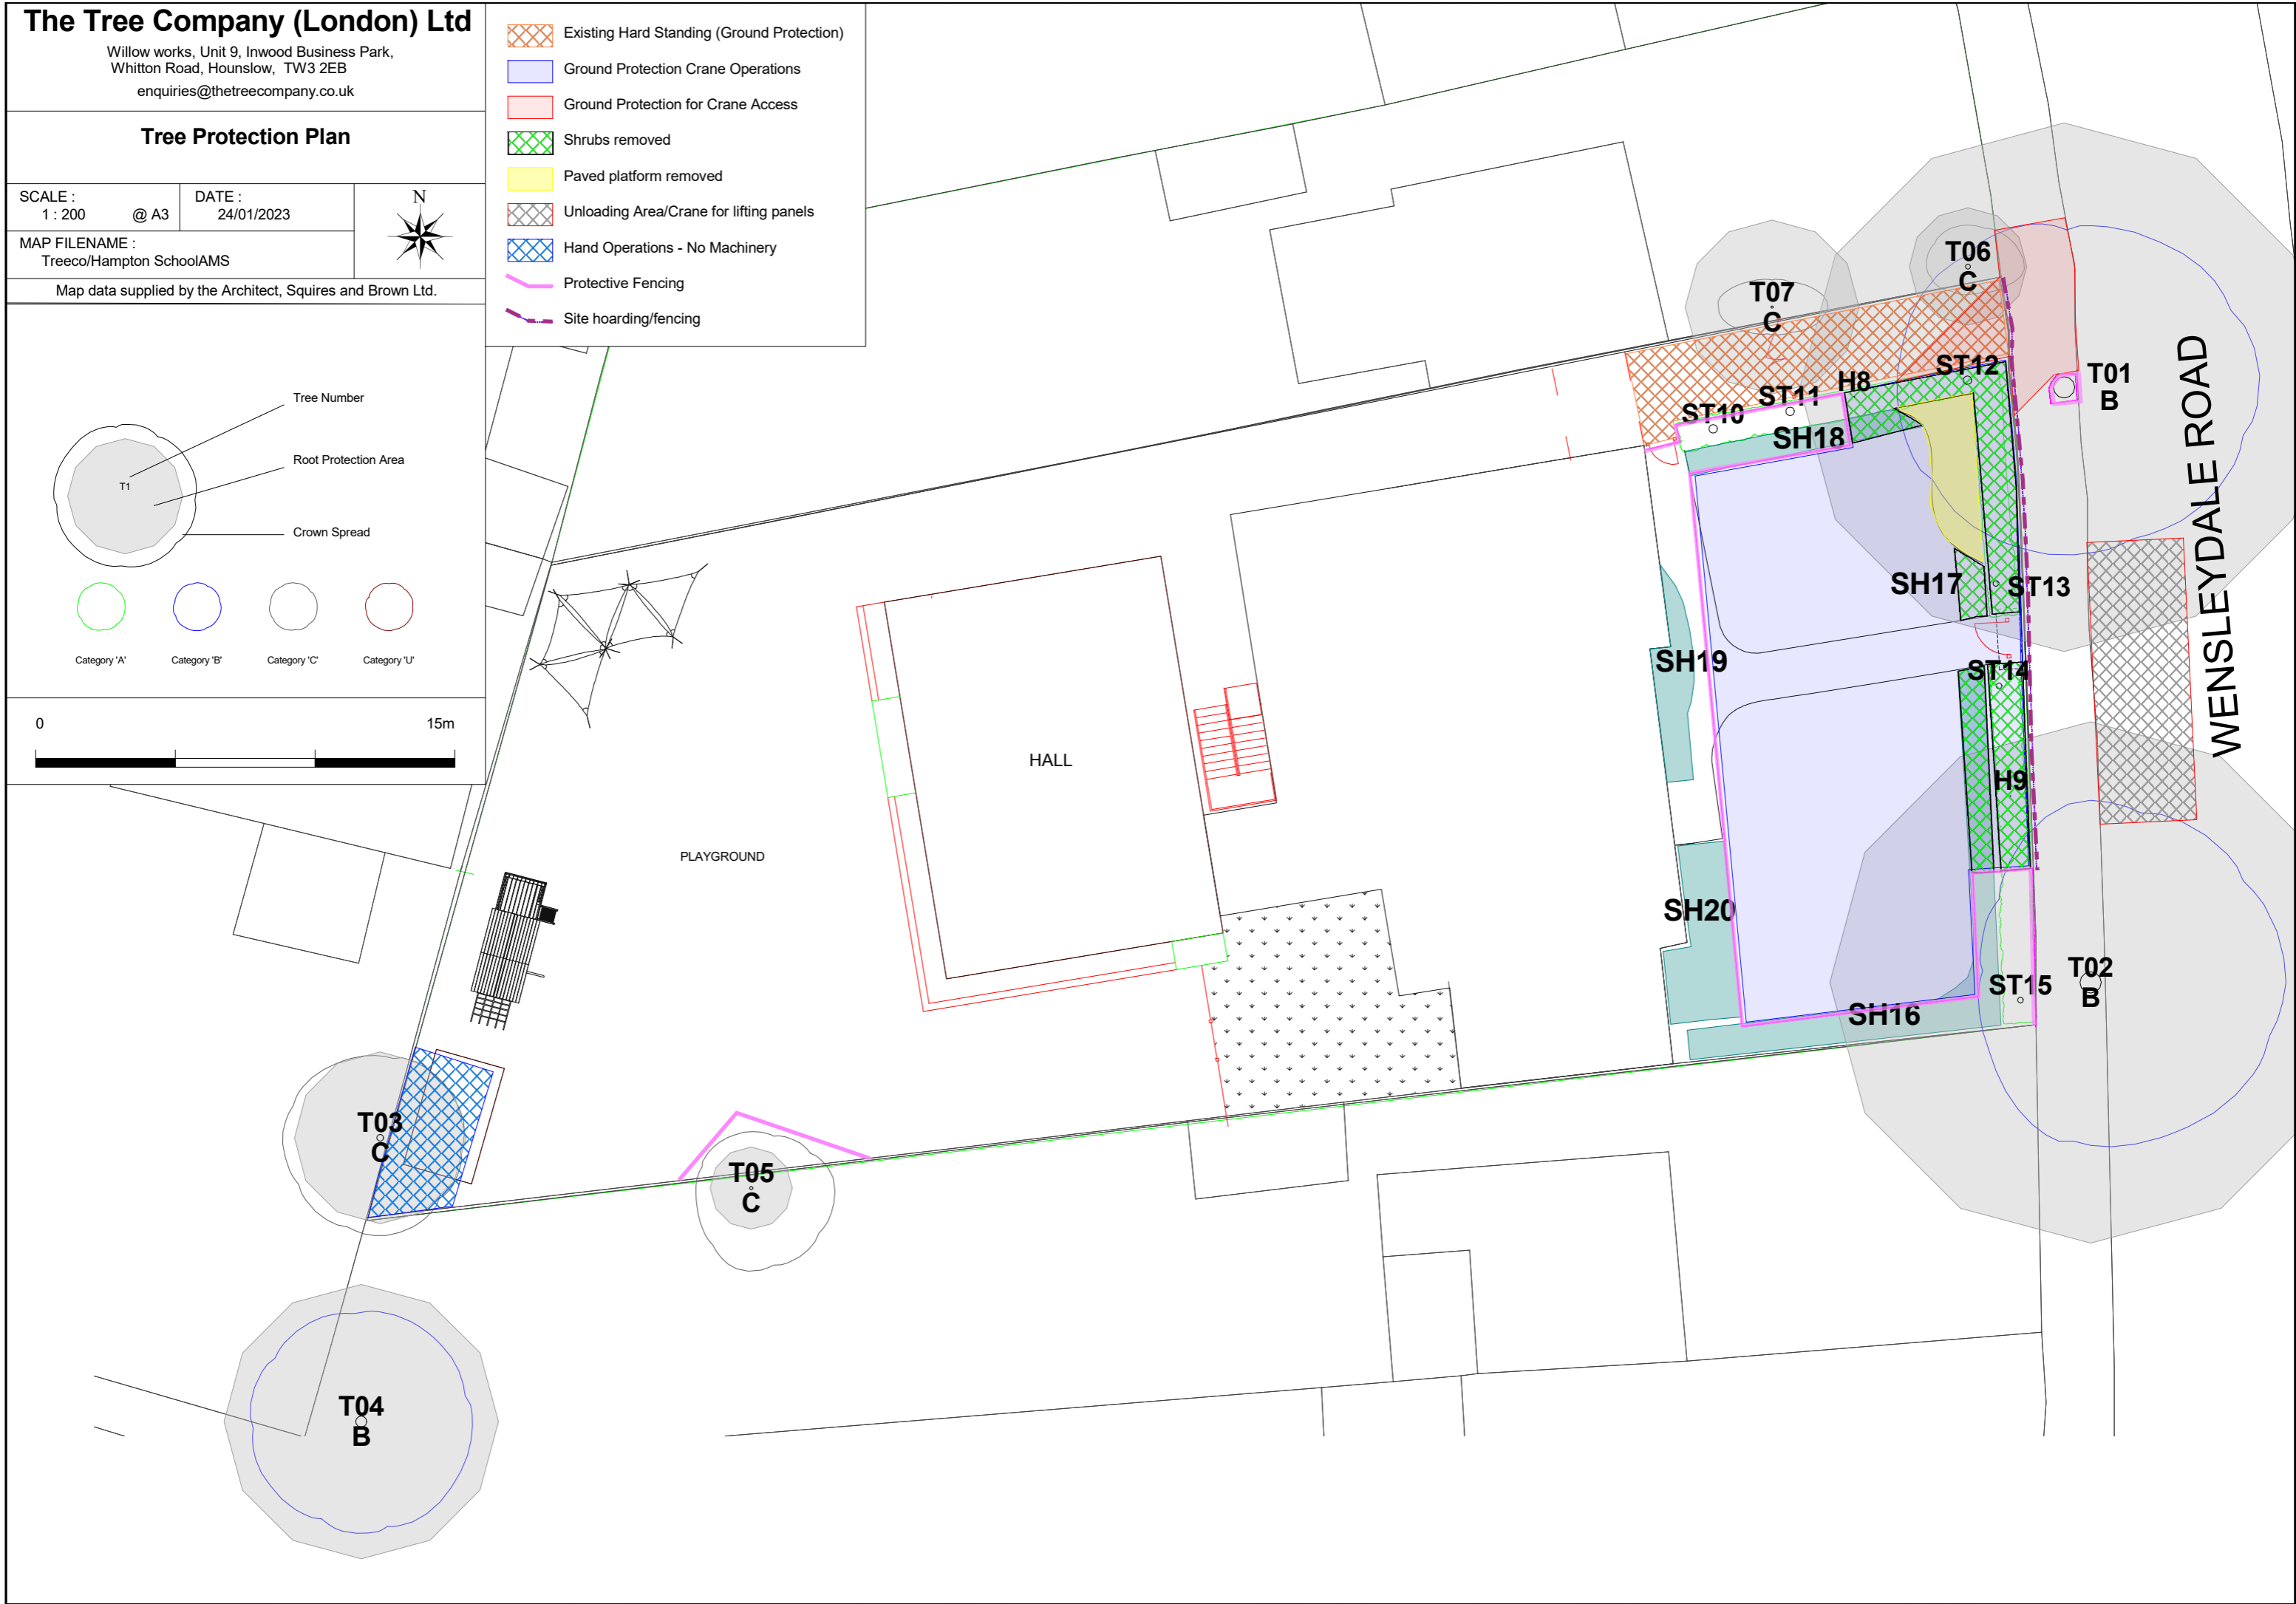 The Tree Company (London) Ltd
Willow works, Unit 9, Inwood Business Park,
Whitton Road, Hounslow, TW3 2EB
enquiries@thetreecompany.co.uk
Tree Protection Plan
SCALE :
1 : 200 @ A3
DATE :
24/01/2023
N
MAP FILENAME :
Treeco/Hampton SchoolAMS
Map data supplied by the Architect, Squires and Brown Ltd.
Tree Number
Root Protection Area
T1
Crown Spread
Category 'A'
Category 'B'
Category 'C'
Category 'U'
0
15m
Existing Hard Standing (Ground Protection)
Ground Protection Crane Operations
Ground Protection for Crane Access
Shrubs removed
Paved platform removed
Unloading Area/Crane for lifting panels
Hand Operations - No Machinery
Protective Fencing
Site hoarding/fencing
T06
C
T07
C
T01
B
ST12
H8
ST11
ST10
SH18
WENSLEYDALE ROAD
SH17
ST13
SH19
ST14
H9
HALL
PLAYGROUND
SH20
ST15
T02
B
SH16
T03
C
T05
C
T04
B